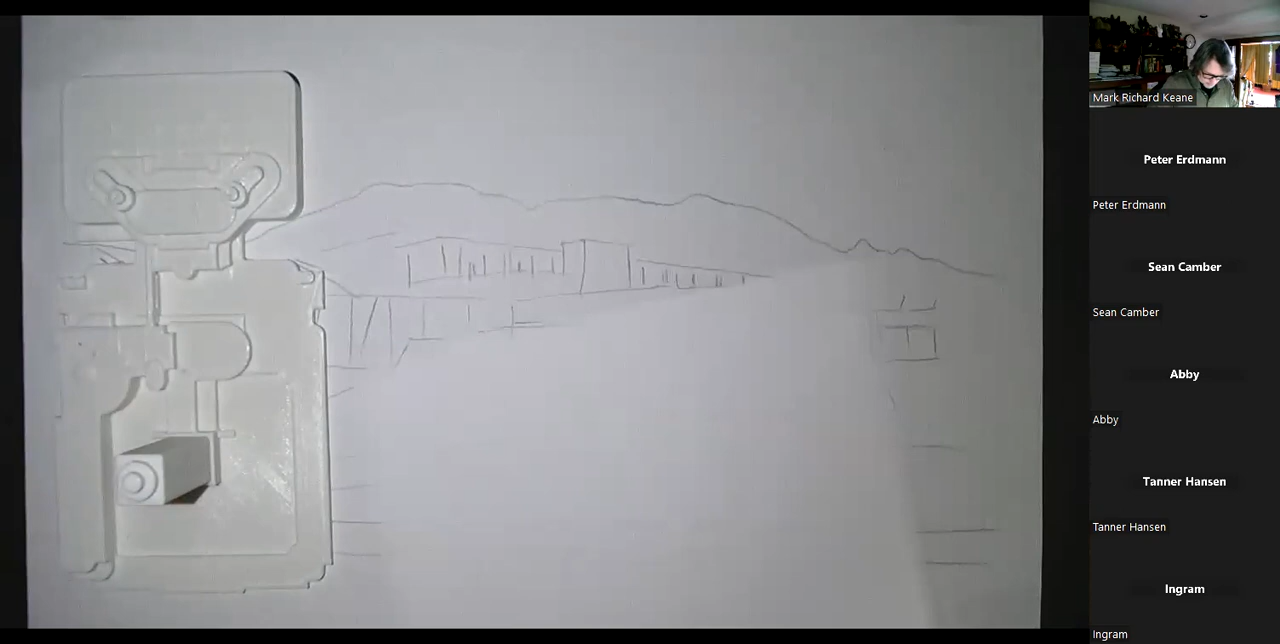 Mark Richard Keane
Peter Erdmann
Peter Erdmann
Sean Camber
Sean Camber
Abby
Abby
Tanner Hansen
Tanner Hansen
Ingram
Ingram